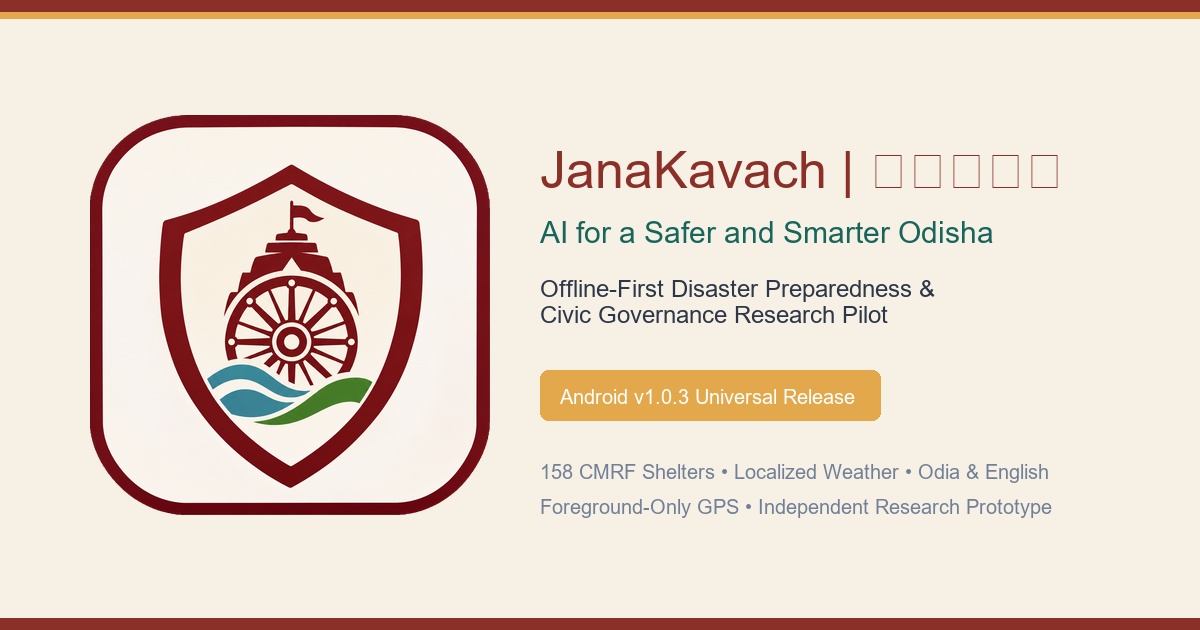 JanaKavach | □□□□□
AI for a Safer and Smarter Odisha
Offline-First Disaster Preparedness &
Civic Governance Research Pilot
Android v1.0.3 Universal Release
158 CMRF Shelters • Localized Weather • Odia & English
Foreground-Only GPS • Independent Research Prototype